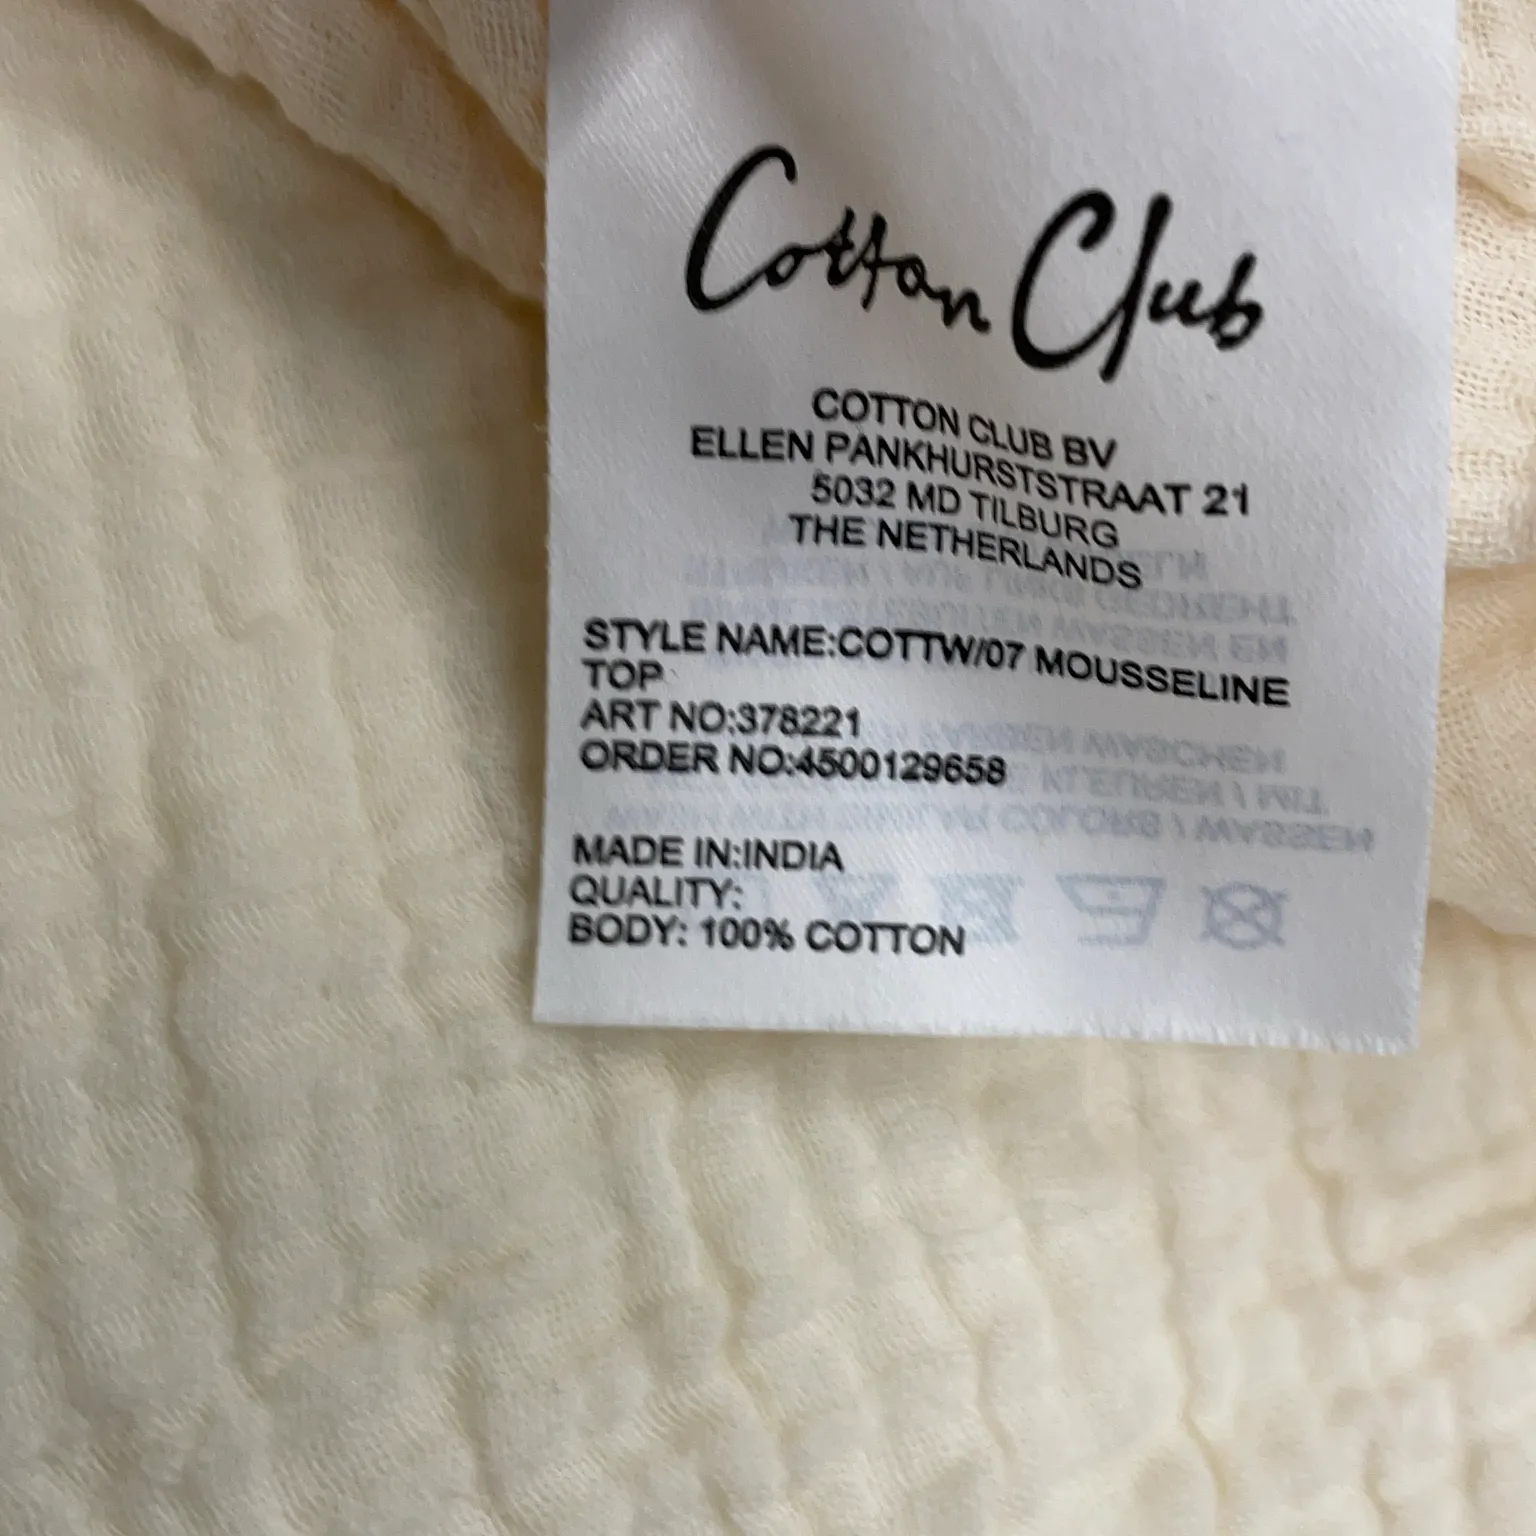 Cotton Club
COTTON CLUB BV
ELLEN PANKHURSTSTRAAT 21
5032 MD TILBURG
THE NETHERLANDS
STYLE NAME:COTTW/07 MOUSSELINE
TOP
ART NO:378221
ORDER NO:4500129658
MADE IN:INDIA
QUALITY:
BODY: 100% COTTON